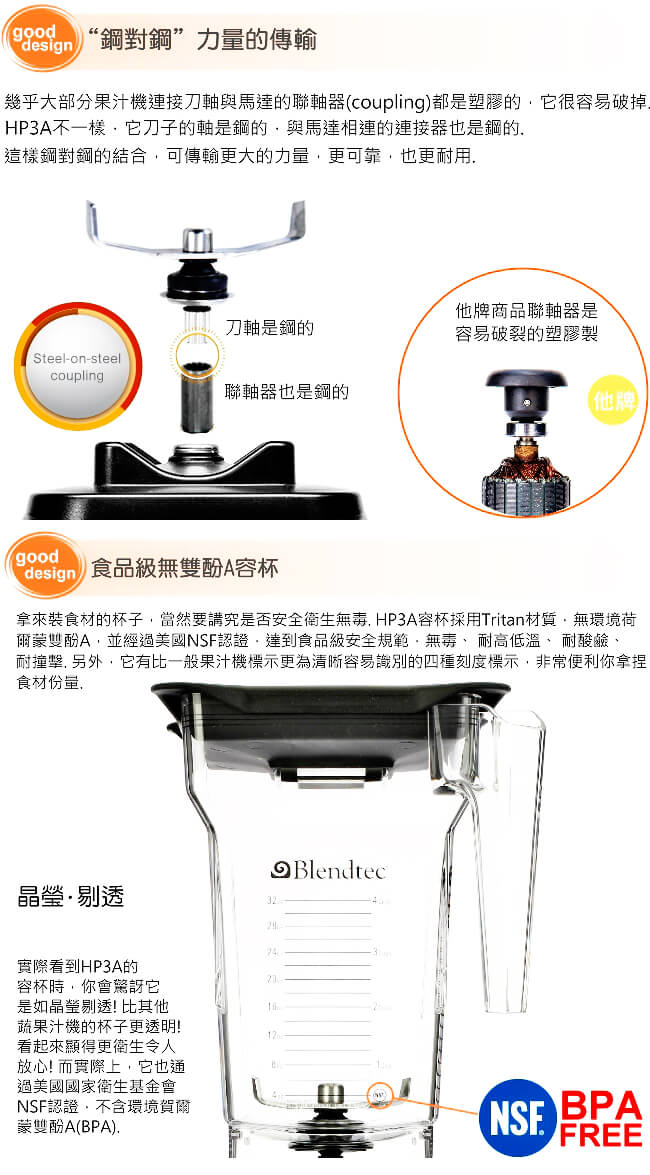 good
design
“鋼對鋼”力量的傳輸
幾乎大部分果汁機連接刀軸與馬達的聯軸器(coupling)都是塑膠的，它很容易破掉.
HP3A不一樣，它刀子的軸是鋼的，與馬達相連的連接器也是鋼的.
這樣鋼對鋼的結合，可傳輸更大的力量，更可靠，也更耐用.
Steel-on-steel
coupling
刀軸是鋼的
聯軸器也是鋼的
他牌商品聯軸器是
容易破裂的塑膠製
他牌
good
design
食品級無雙酚A容杯
拿來裝食材的杯子，當然要講究是否安全衛生無毒. HP3A容杯採用Tritan材質，無環境荷
爾蒙雙酚A，並經過美國NSF認證，達到食品級安全規範，無毒、耐高低溫、耐酸鹼、
耐撞擊. 另外，它有比一般果汁機標示更為清晰容易識別的四種刻度標示，非常便利你拿捏
食材份量.
Blendtec
32
28
24
20
16
12
8
4
4
3
2
1
NSF
晶瑩·剔透
實際看到HP3A的
容杯時，你會驚訝它
是如晶瑩剔透! 比其他
蔬果汁機的杯子更透明!
看起來顯得更衛生令人
放心! 而實際上，它也通
過美國國家衛生基金會
NSF認證，不含環境賀爾
蒙雙酚A(BPA).
NSF.
BPA
FREE